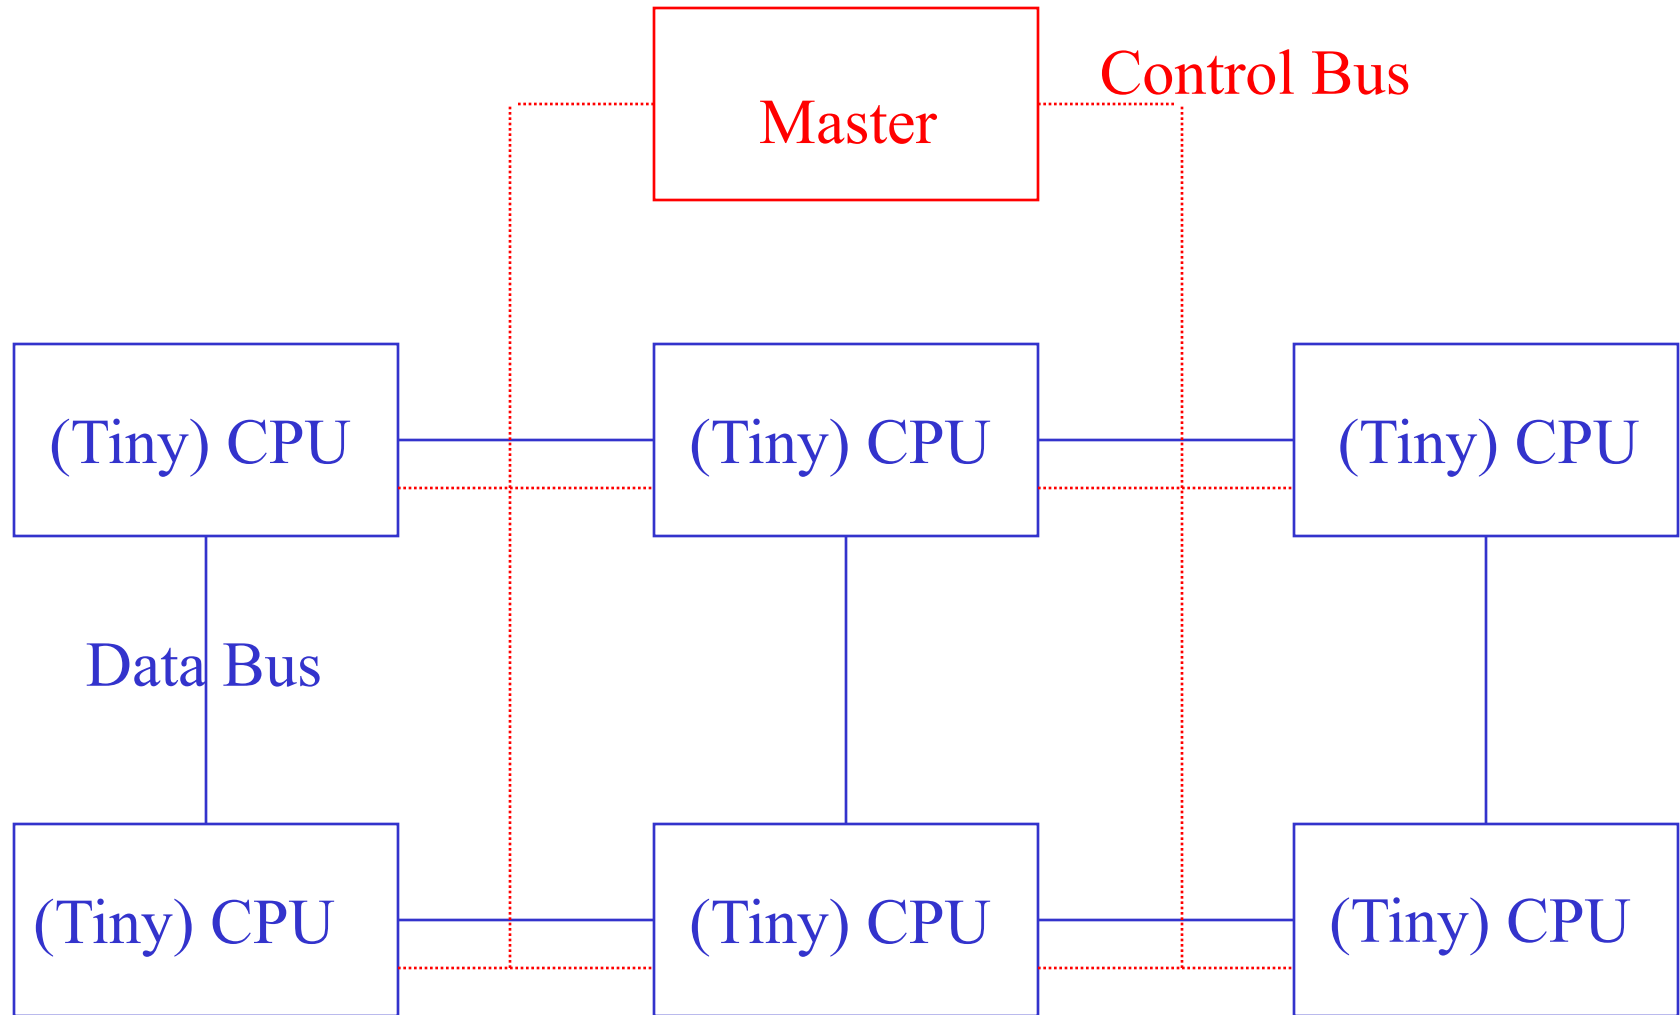 Control Bus
Master
(Tiny) CPU
(Tiny) CPU
(Tiny) CPU
Data Bus
(Tiny) CPU
(Tiny) CPU
(Tiny) CPU